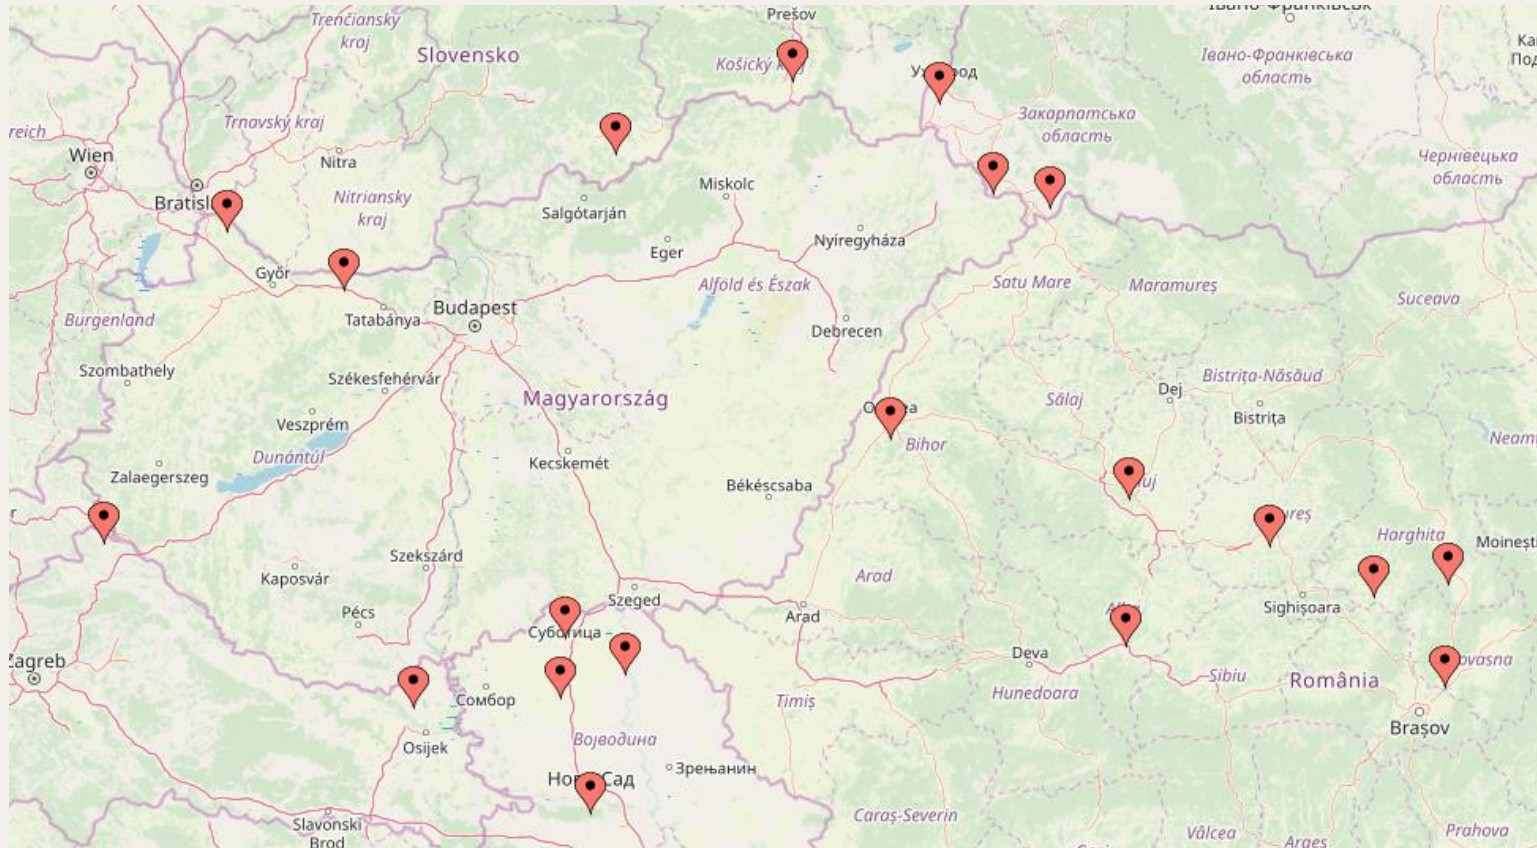 Івано-Франківськ
Prešov
Trenčiansky
kraj
Slovensko
Košický
Івано-Франківська
область
Закарпатська
область
Trnavský kraj
reich
Wien
Nitra
Чернівецька
область
Miskolc
Nitriansky
kraj
Salgótarján
Nyíregyháza
Eger
Győr
Alföld és Észak
Satu Mare
Maramureș
Suceava
Budapest
Burgenland
Tatabánya
Debrecen
Szombathely
Székesfehérvár
Bistrița-Năsăud
Dej
Magyarország
Sălaj
Bistrița
Veszprém
Bihor
Dunántúl
Kecskemét
Zalaegerszeg
Békéscsaba
Harghita
Szekszárd
Arad
Kaposvár
Szeged
Sighișoara
Pécs
Arad
Суботица –
Deva
Zagreb
Sibiu
România
Hunedoara
Timiș
Сомбор
Brașov
Војводина
Osijek
Зрењанин
Caraș-Severin
Slavonski
Brod
Vâlcea
Prahova